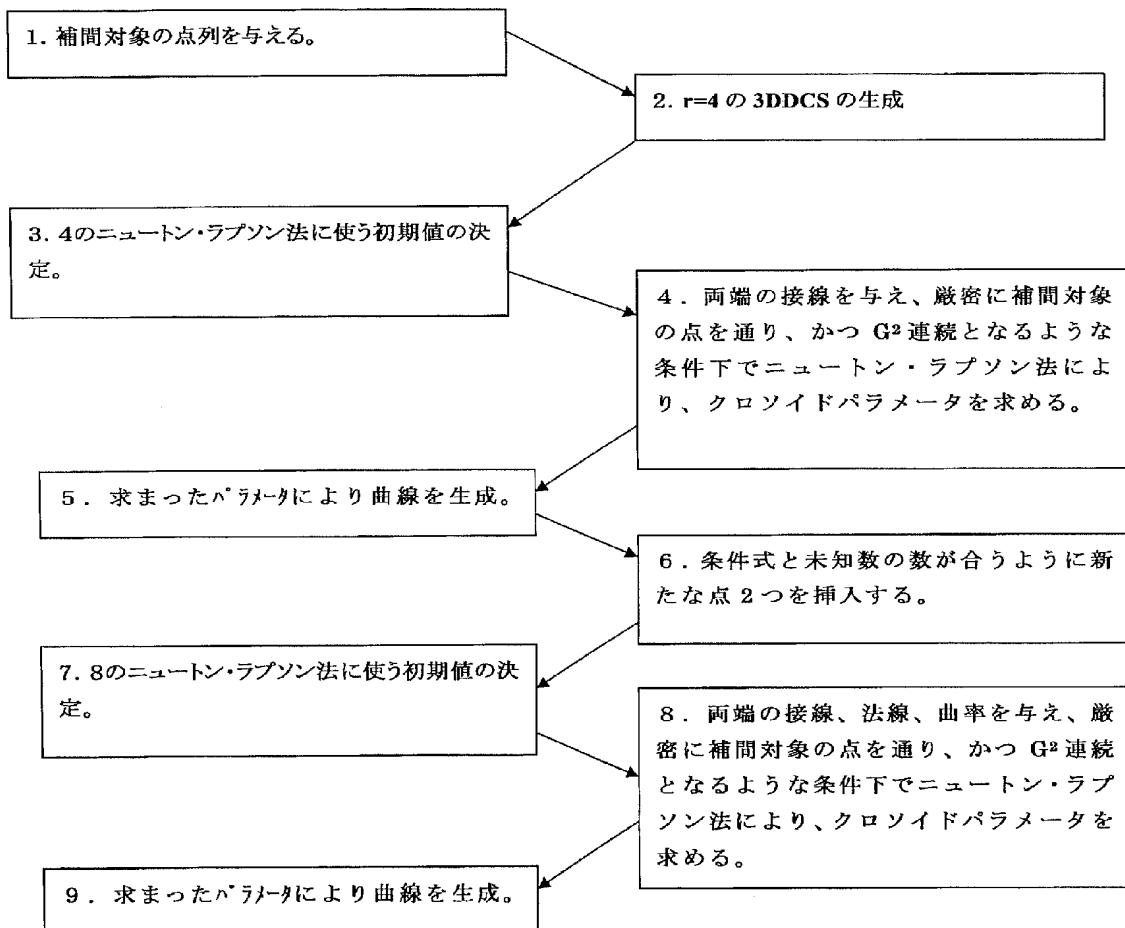 1. 補間対象の点列を与える。
2. r=4 の 3DDCS の生成
3. 4のニュートン・ラプソン法に使う初期値の決
定。
4. 両端の接線を与え、厳密に補間対象
の点を通り、かつ G² 連続となるような
条件下でニュートン・ラプソン法によ
り、クロソイドパラメータを求める。
5. 求まったパラメータにより曲線を生成。
6. 条件式と未知数の数が合うように新
たな点 2 つを挿入する。
7. 8のニュートン・ラプソン法に使う初期値の決
定。
8. 両端の接線、法線、曲率を与え、厳
密に補間対象の点を通り、かつ G² 連続
となるような条件下でニュートン・ラプ
ソン法により、クロソイドパラメータを
求める。
9. 求まったパラメータにより曲線を生成。